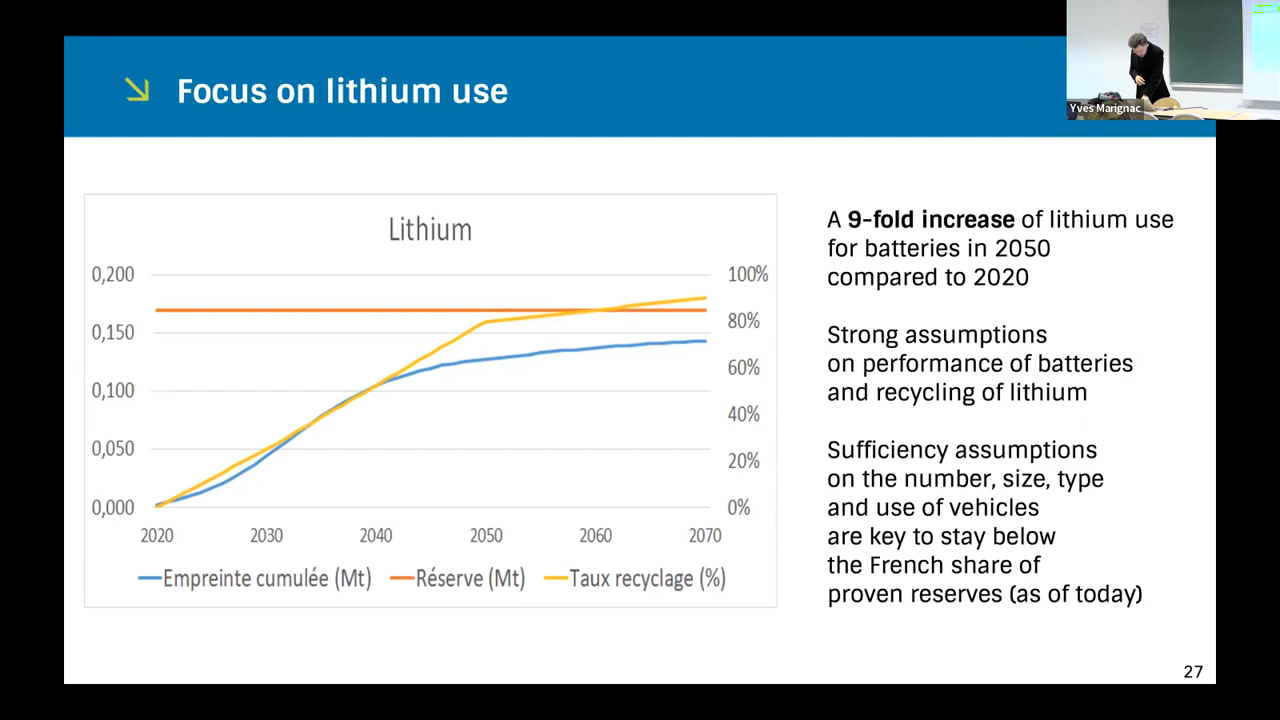 Focus on lithium use
Yves Marignac
Lithium
0,200
0,150
0,100
0,050
0,000
100%
80%
60%
40%
20%
0%
2020 2030 2040 2050 2060 2070
Empreinte cumulée (Mt) Réserve (Mt) Taux recyclage (%)
A 9-fold increase of lithium use
for batteries in 2050
compared to 2020
Strong assumptions
on performance of batteries
and recycling of lithium
Sufficiency assumptions
on the number, size, type
and use of vehicles
are key to stay below
the French share of
proven reserves (as of today)
27